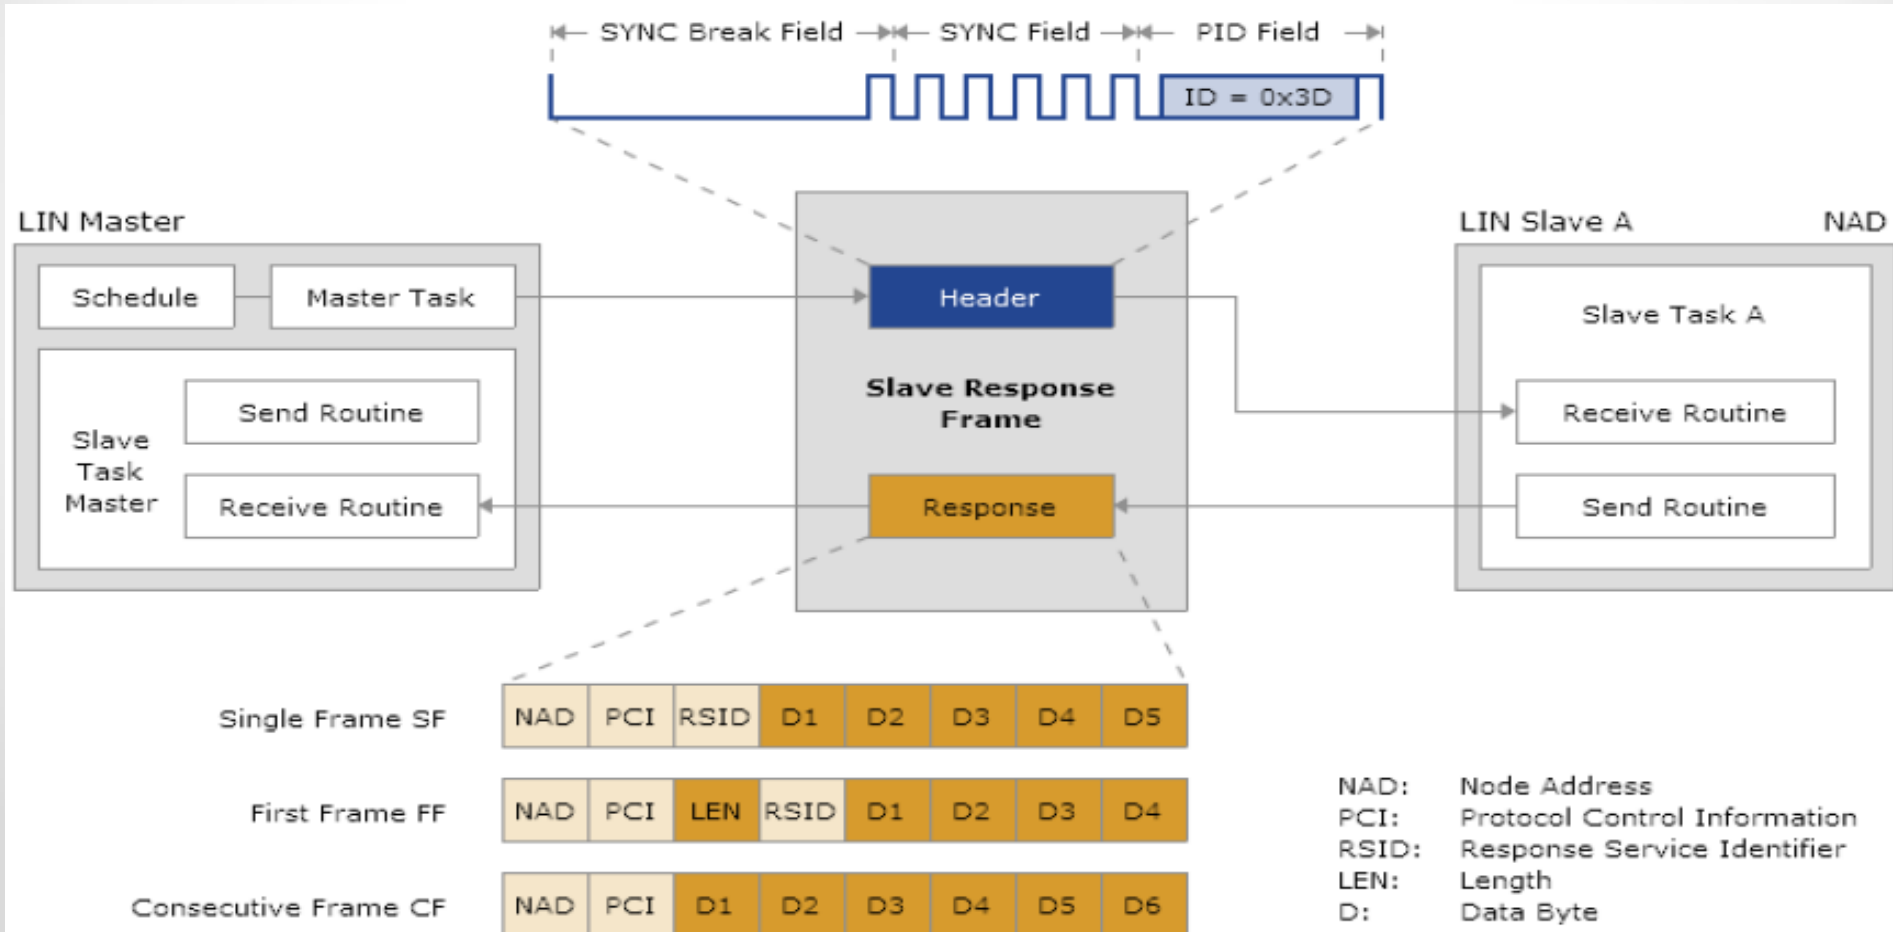 SYNC Break Field SYNC Field PID Field
ID = 0x3D
LIN Master
Schedule
Master Task
Slave
Task
Master
Send Routine
Receive Routine
Header
Slave Response
Frame
Response
LIN Slave A NAD
Slave Task A
Receive Routine
Send Routine
Single Frame SF NAD PCI RSID D1 D2 D3 D4 D5
First Frame FF NAD PCI LEN RSID D1 D2 D3 D4
Consecutive Frame CF NAD PCI D1 D2 D3 D4 D5 D6
NAD: Node Address
PCI: Protocol Control Information
RSID: Response Service Identifier
LEN: Length
D: Data Byte